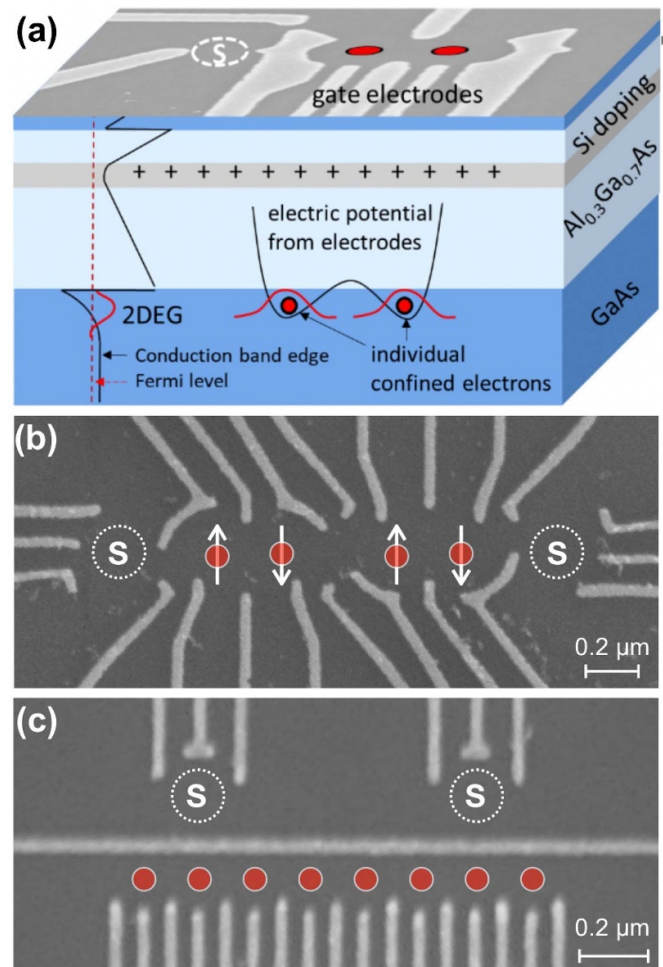 (a)
S
gate electrodes
Si doping
Al0.3Ga0.7As
GaAs
+ + + + + + + + + + + +
electric potential
from electrodes
2DEG
Conduction band edge
Fermi level
individual
confined electrons
(b)
S
S
0.2 μm
(c)
S
S
0.2 μm